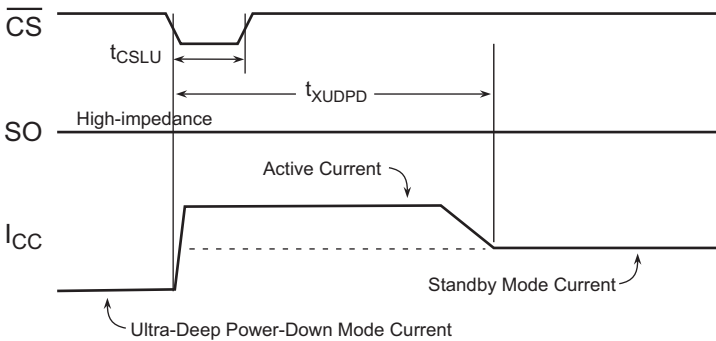 CS
tCSLU
tXUDPD
High-impedance
SO
Active Current
ICC
Standby Mode Current
Ultra-Deep Power-Down Mode Current